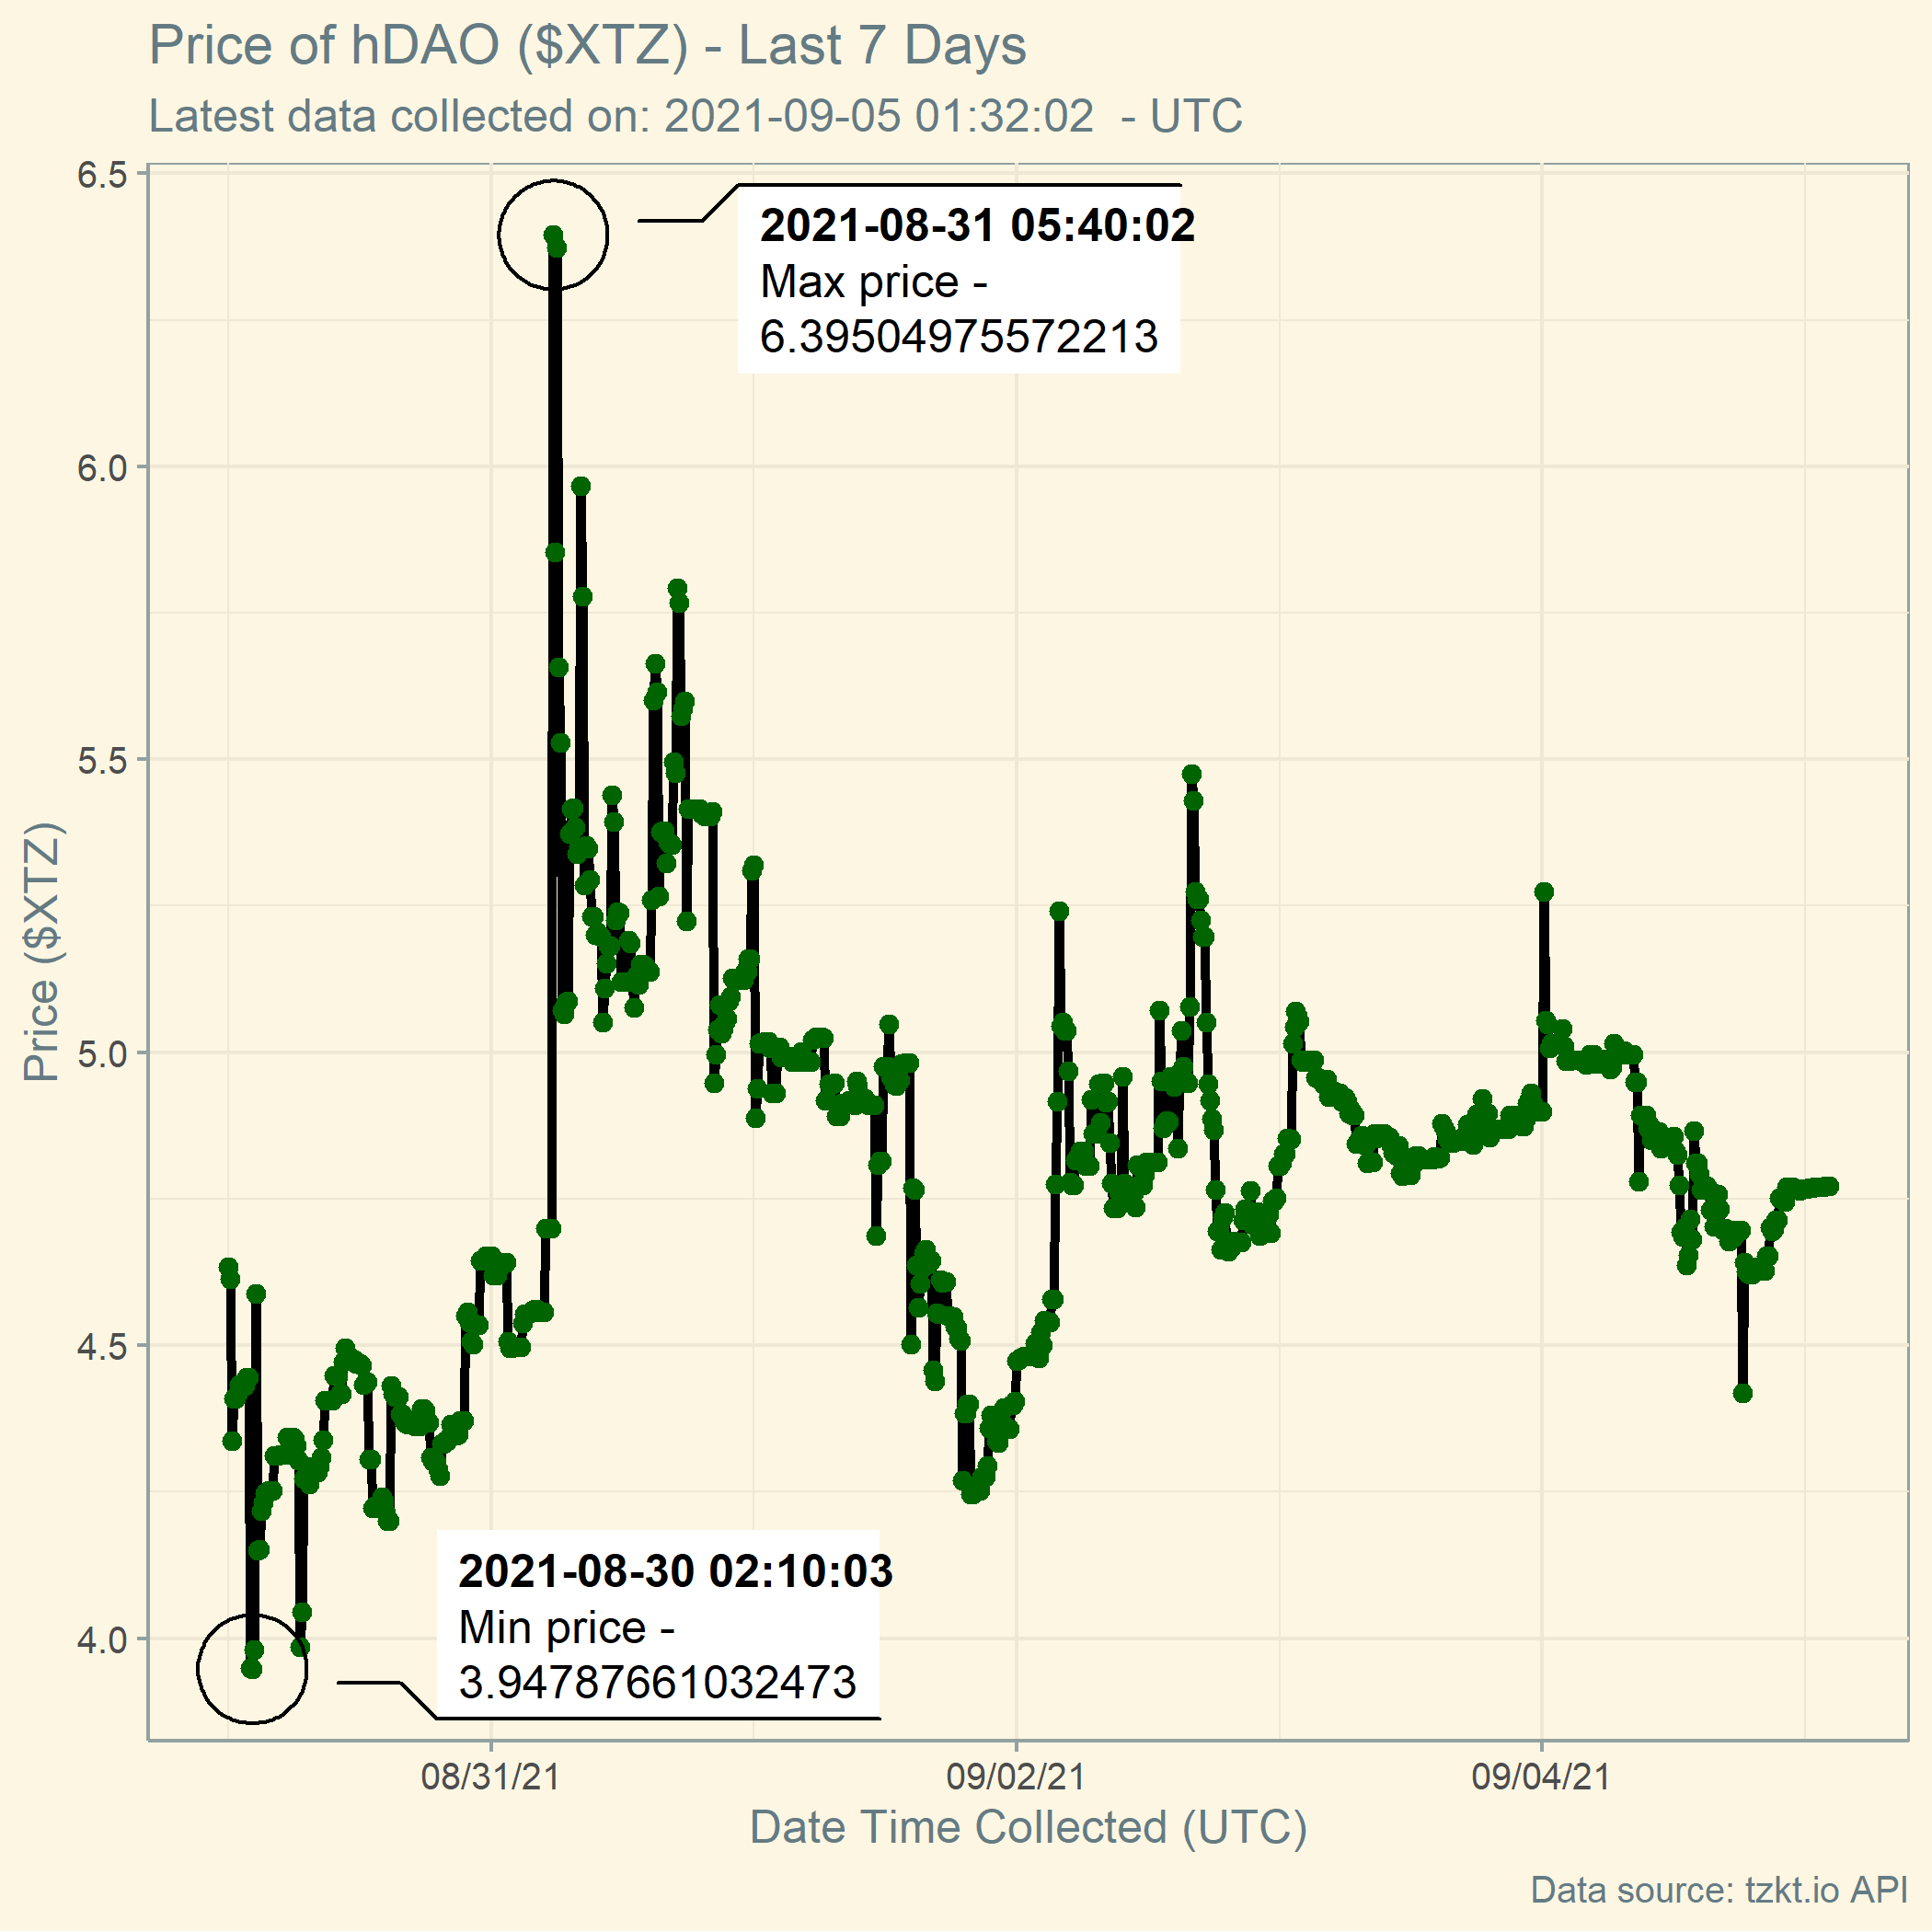 Price of hDAO ($XTZ) - Last 7 Days
Latest data collected on: 2021-09-05 01:32:02  - UTC
6.5
6.0
5.5
5.0
4.5
4.0
Price ($XTZ)
2021-08-31 05:40:02
Max price -
6.39504975572213
2021-08-30 02:10:03
Min price -
3.94787661032473
08/31/21
09/02/21
09/04/21
Date Time Collected (UTC)
Data source: tzkt.io API